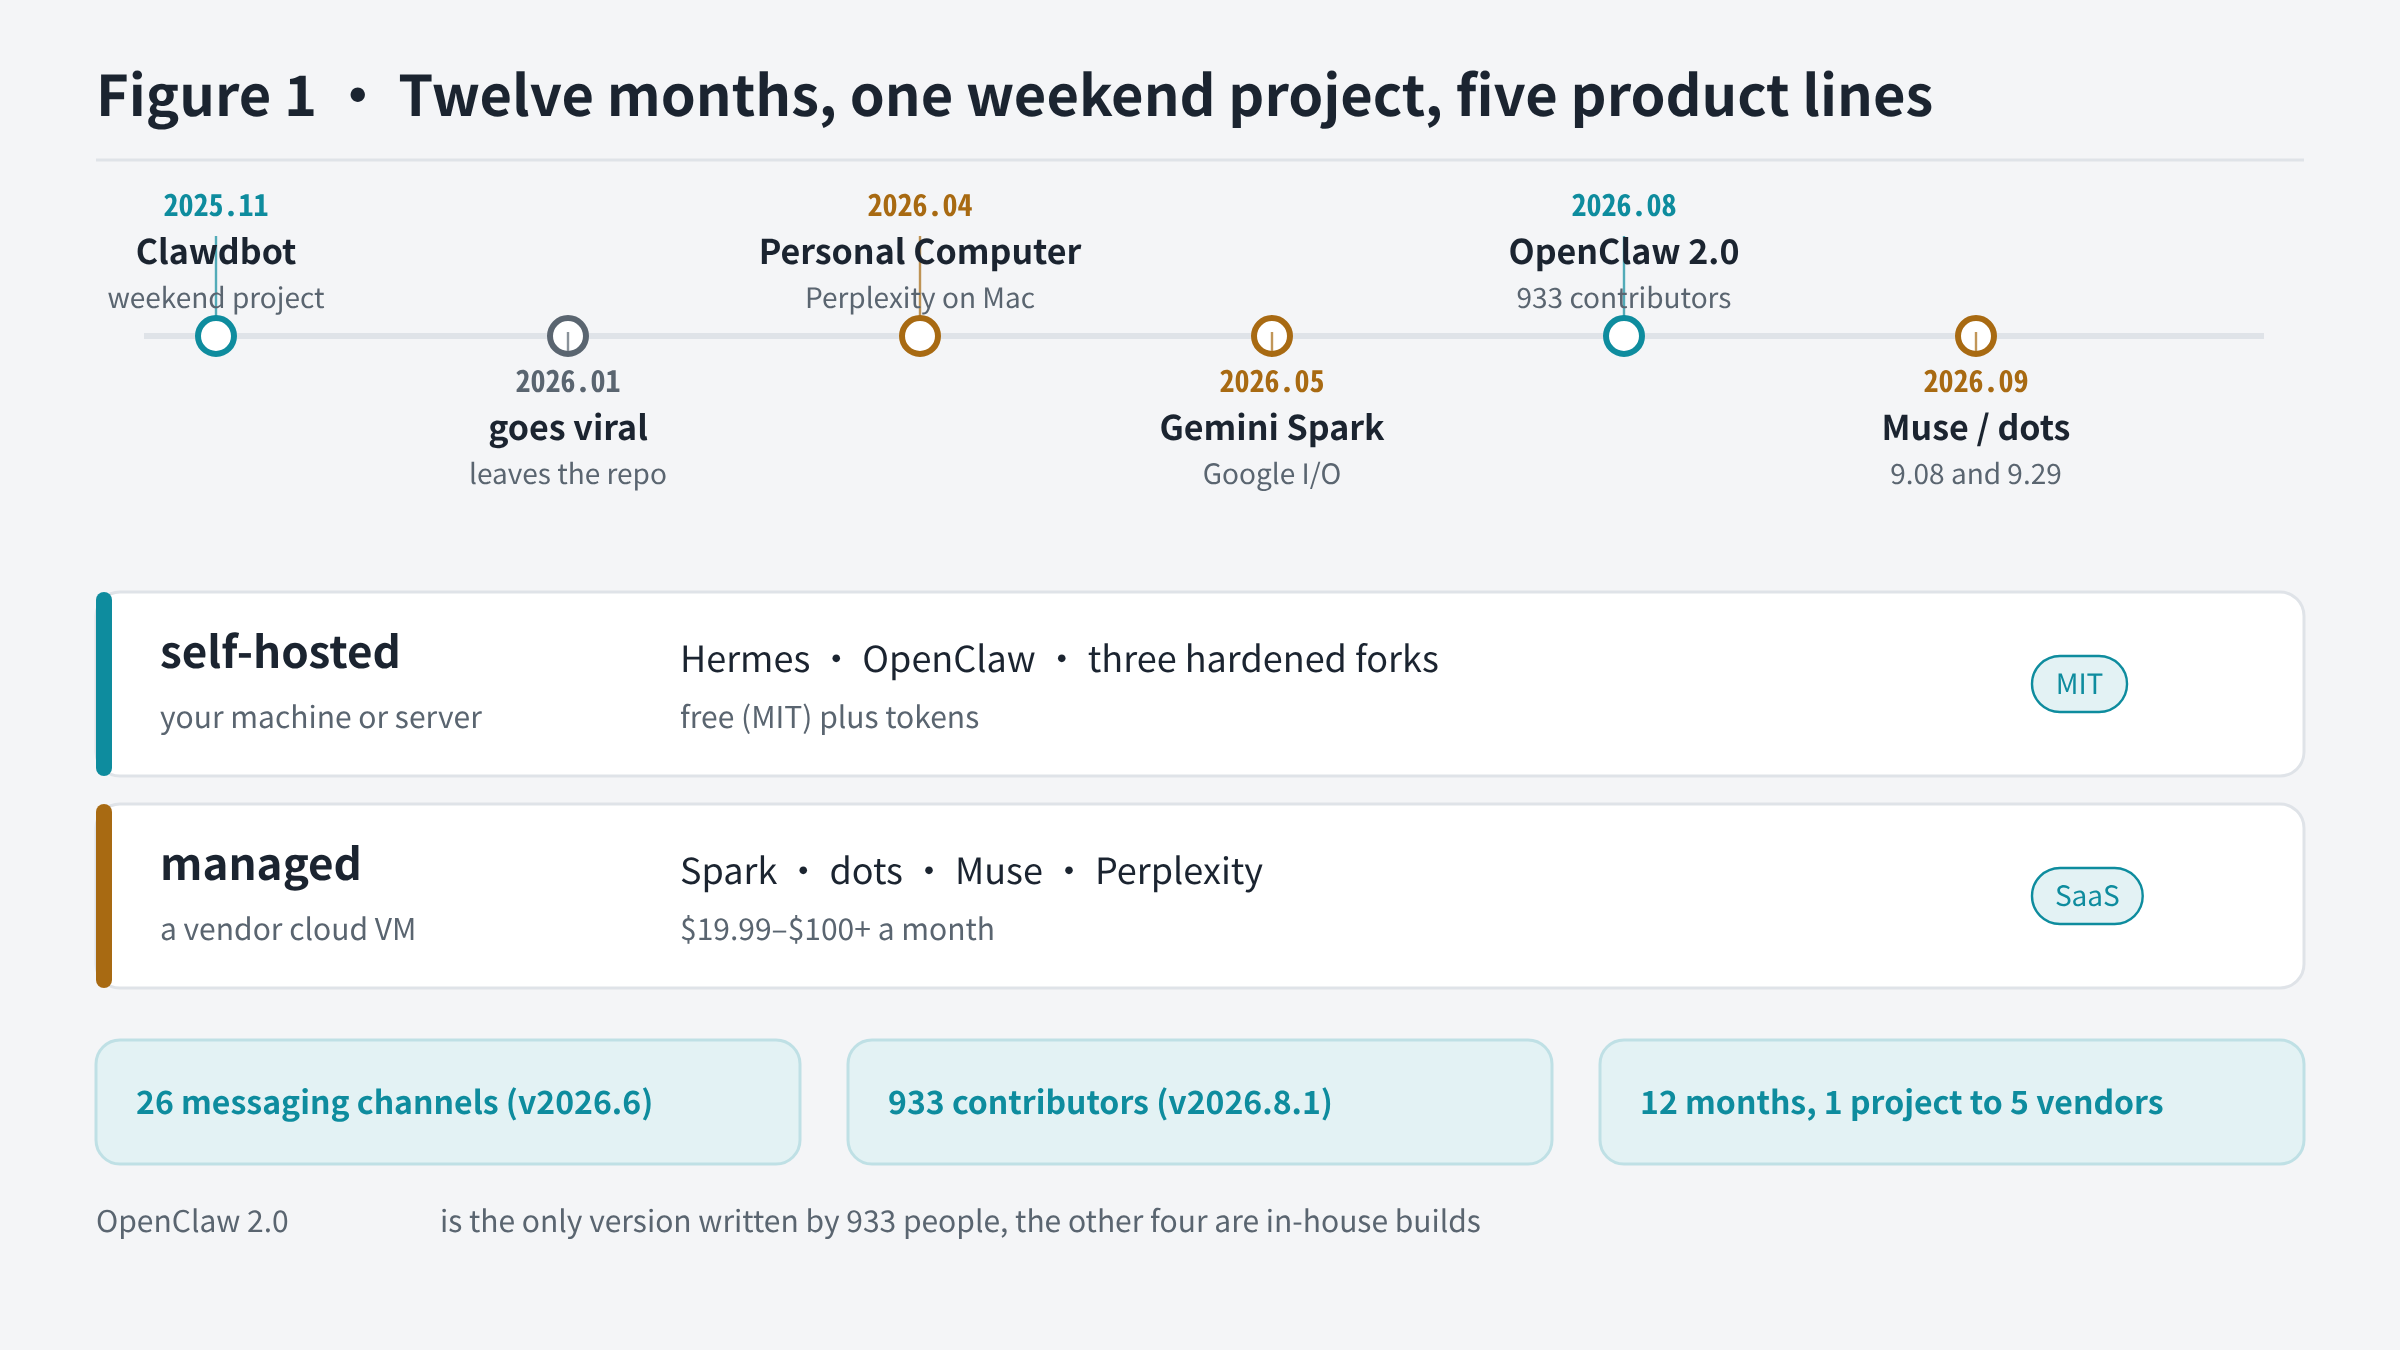 Figure 1 • Twelve months, one weekend project, five product lines
2025.11
Clawdbot
weekend project
2026.01
goes viral
leaves the repo
2026.04
Personal Computer
Perplexity on Mac
2026.05
Gemini Spark
Google I/O
2026.08
OpenClaw 2.0
933 contributors
2026.09
Muse / dots
9.08 and 9.29
self-hosted
your machine or server
Hermes • OpenClaw • three hardened forks
free (MIT) plus tokens
MIT
managed
a vendor cloud VM
Spark • dots • Muse • Perplexity
$19.99–$100+ a month
SaaS
26 messaging channels (v2026.6)
933 contributors (v2026.8.1)
12 months, 1 project to 5 vendors
OpenClaw 2.0 is the only version written by 933 people, the other four are in-house builds